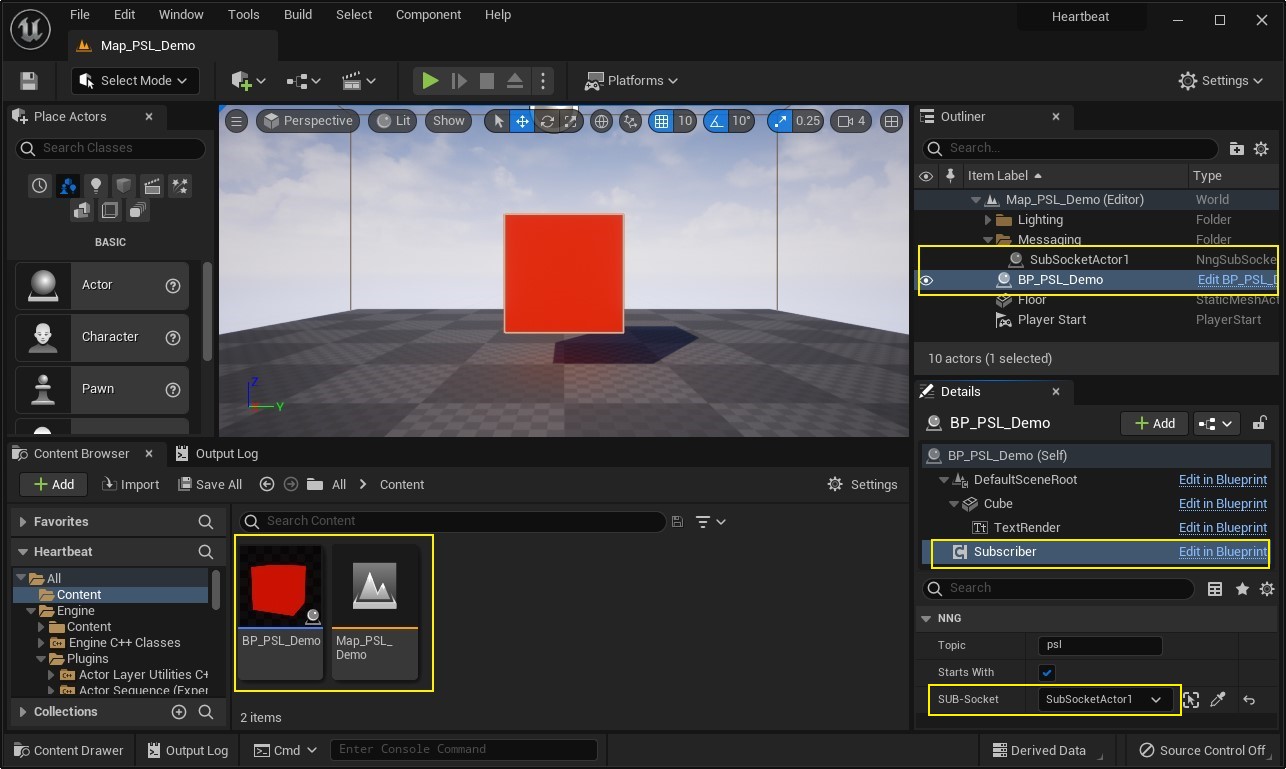 File Edit Window Tools Build Select Component Help Heartbeat
Map_PSL_Demo
Select Mode Platforms Settings
Place Actors
Search Classes
BASIC
Actor
Character
Pawn
Perspective Lit Show 10 10° 0.25 4
Z
Y
Outliner
Search...
Item Label Type
Map_PSL_Demo (Editor) World
Lighting Folder
Messaging Folder
SubSocketActor1 NngSubSocke
BP_PSL_Demo Edit BP_PSL_D
Floor StaticMeshAct
Player Start PlayerStart
10 actors (1 selected)
Details
BP_PSL_Demo Add
BP_PSL_Demo (Self)
DefaultSceneRoot Edit in Blueprint
Cube Edit in Blueprint
TextRender Edit in Blueprint
Subscriber Edit in Blueprint
Search
NNG
Topic psl
Starts With
SUB-Socket SubSocketActor1
Content Browser Output Log
Add Import Save All All Content Settings
Favorites
Heartbeat
All
Content
Engine
Content
Engine C++ Classes
Plugins
Actor Layer Utilities C+
Actor Sequence (Exper
Collections
Search Content
BP_PSL_Demo
Map_PSL_
Demo
2 items
Content Drawer Output Log Cmd Enter Console Command Derived Data Source Control Off